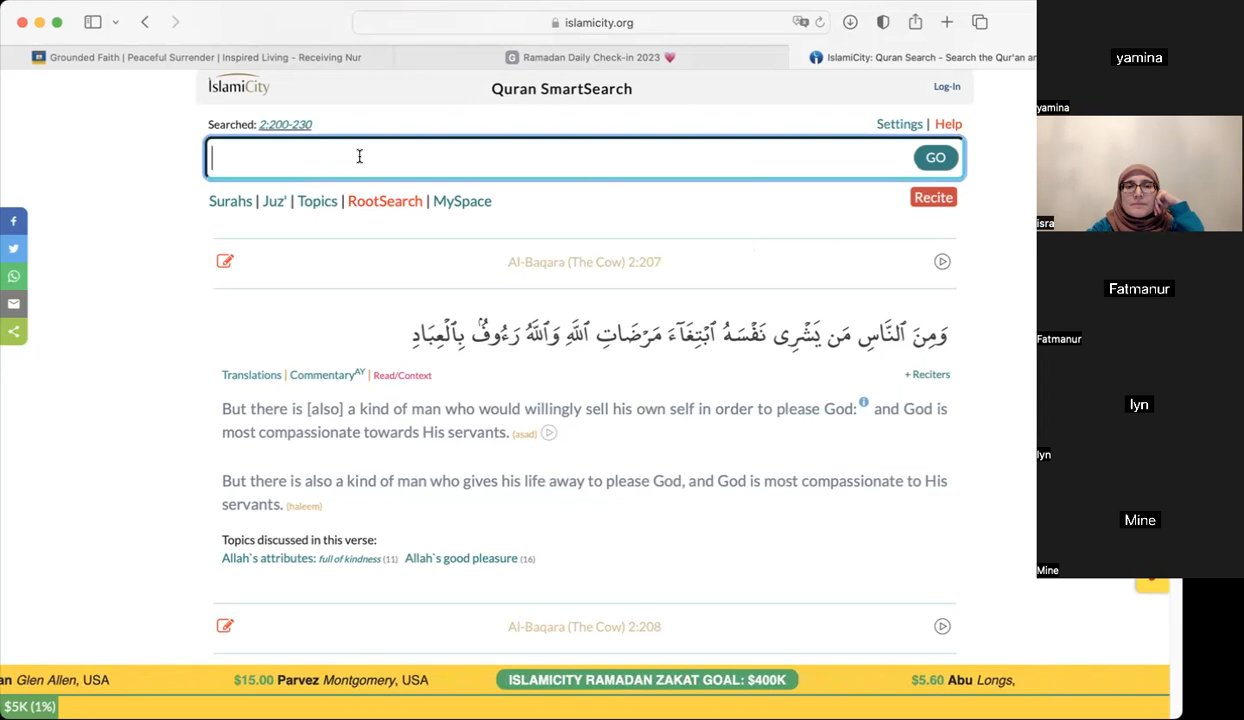 islamicity.org
Grounded Faith | Peaceful Surrender | Inspired Living - Receiving Nur
G Ramadan Daily Check-in 2023
IslamiCity: Quran Search - Search the Qur'an an
IslamiCity
Quran SmartSearch
Log-In
Searched: 2:200-230
Settings | Help
GO
Surahs | Juz' | Topics | RootSearch | MySpace
Recite
Al-Baqara (The Cow) 2:207
وَمِنَ ٱلنَّاسِ مَن يَشْرِى نَفْسَهُ ٱبْتِغَآءَ مَرْضَاتِ ٱللَّهِ وَٱللَّهُ رَءُوفٌۢ بِٱلْعِبَادِ
Translations | Commentary AY | Read/Context
+ Reciters
But there is [also] a kind of man who would willingly sell his own self in order to please God: and God is
most compassionate towards His servants. (asad)
But there is also a kind of man who gives his life away to please God, and God is most compassionate to His
servants. (haleem)
Topics discussed in this verse:
Allah`s attributes: full of kindness (11) Allah`s good pleasure (16)
Al-Baqara (The Cow) 2:208
an Glen Allen, USA
$15.00 Parvez Montgomery, USA
ISLAMICITY RAMADAN ZAKAT GOAL: $400K
$5.60 Abu Longs,
$5K (1%)
yamina
yamina
isra
Fatmanur
Fatmanur
lyn
lyn
Mine
Mine